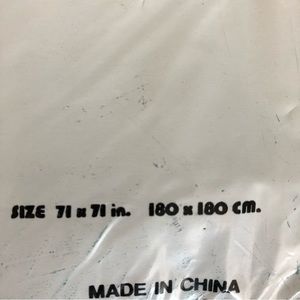 SIZE 71 x 71 in. 180 x 180 CM.
MADE IN CHINA